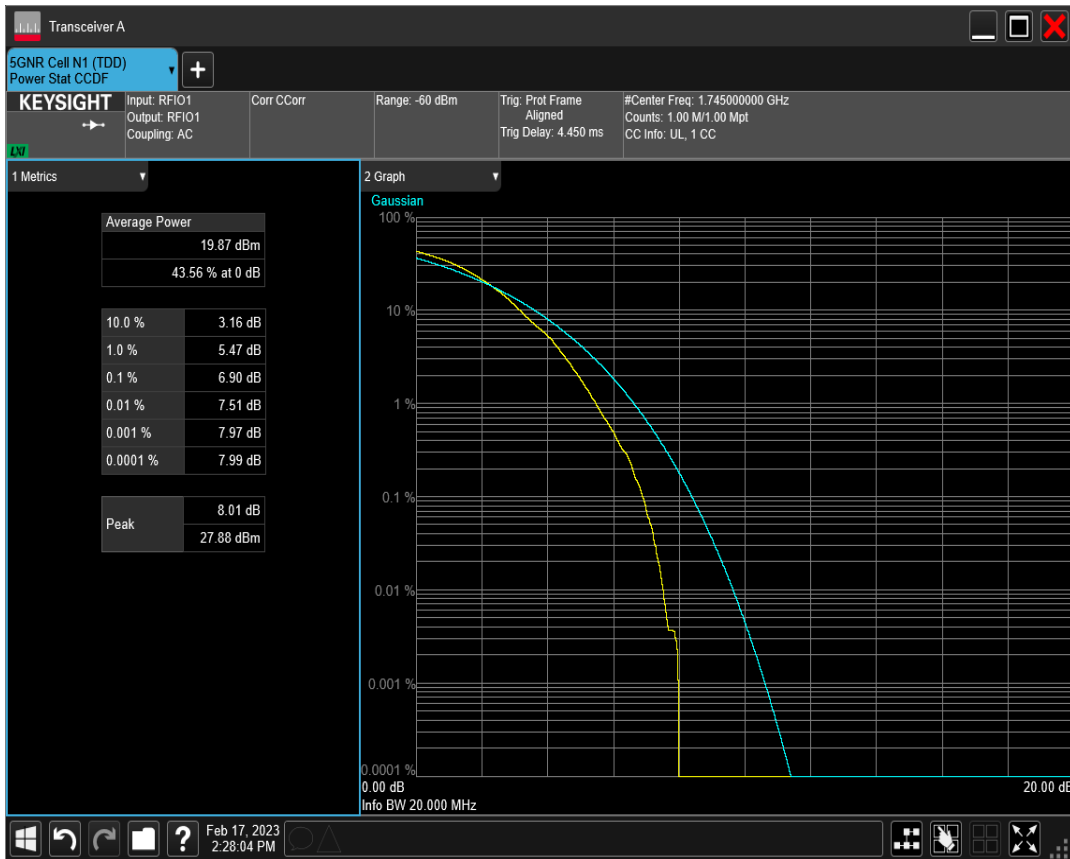 Transceiver A
5GNR Cell N1 (TDD)
Power Stat CCDF
+
KEYSIGHT
LXI
Input: RFIO1
Output: RFIO1
Coupling: AC
Corr CCorr
Range: -60 dBm
Trig: Prot Frame
Aligned
Trig Delay: 4.450 ms
#Center Freq: 1.745000000 GHz
Counts: 1.00 M/1.00 Mpt
CC Info: UL, 1 CC
1 Metrics
Average Power
19.87 dBm
43.56 % at 0 dB
10.0 % 3.16 dB
1.0 % 5.47 dB
0.1 % 6.90 dB
0.01 % 7.51 dB
0.001 % 7.97 dB
0.0001 % 7.99 dB
Peak
8.01 dB
27.88 dBm
2 Graph
Gaussian
100 %
10 %
1 %
0.1 %
0.01 %
0.001 %
0.0001 %
0.00 dB 20.00 dB
Info BW 20.000 MHz
?
Feb 17, 2023
2:28:04 PM